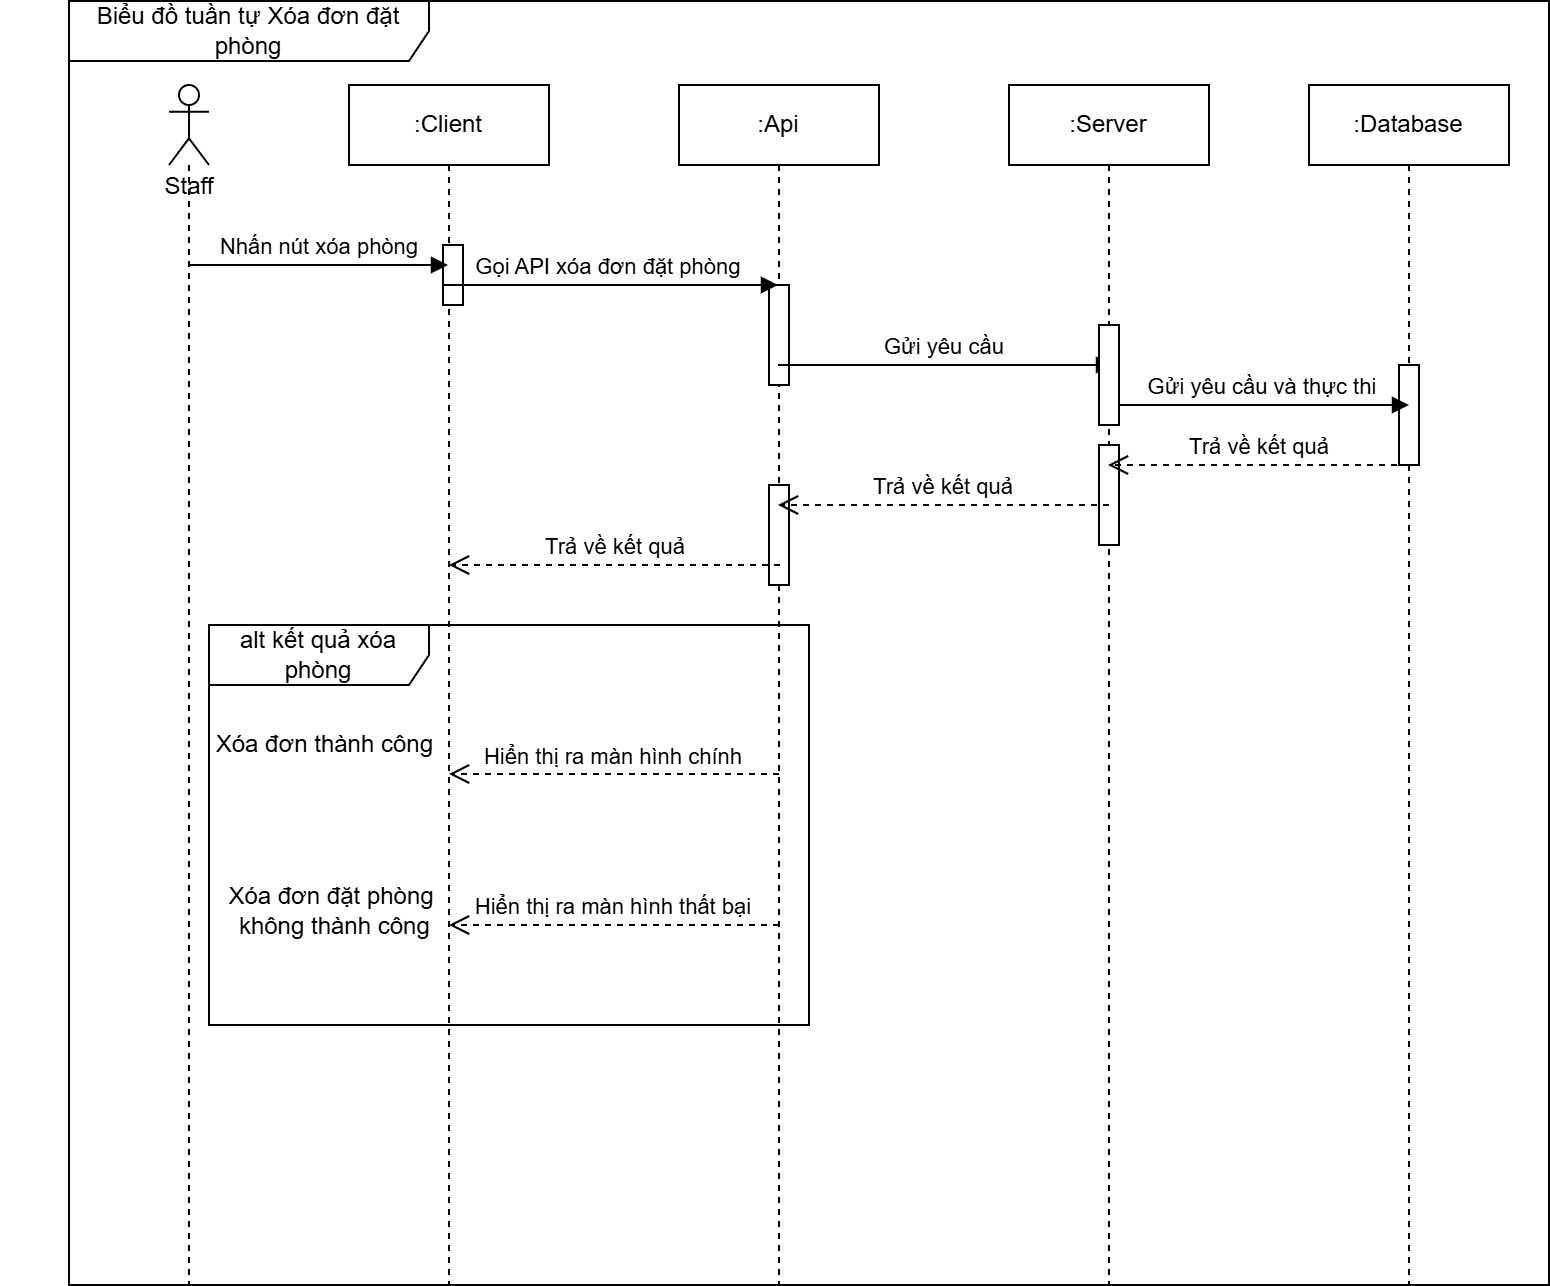 Biểu đồ tuần tự Xóa đơn đặt
phòng
:Client
:Api
:Server
:Database
Staff
Nhấn nút xóa phòng
Gọi API xóa đơn đặt phòng
Gửi yêu cầu
Gửi yêu cầu và thực thi
Trả về kết quả
Trả về kết quả
Trả về kết quả
alt kết quả xóa
phòng
Xóa đơn thành công
Hiển thị ra màn hình chính
Xóa đơn đặt phòng
không thành công
Hiển thị ra màn hình thất bại